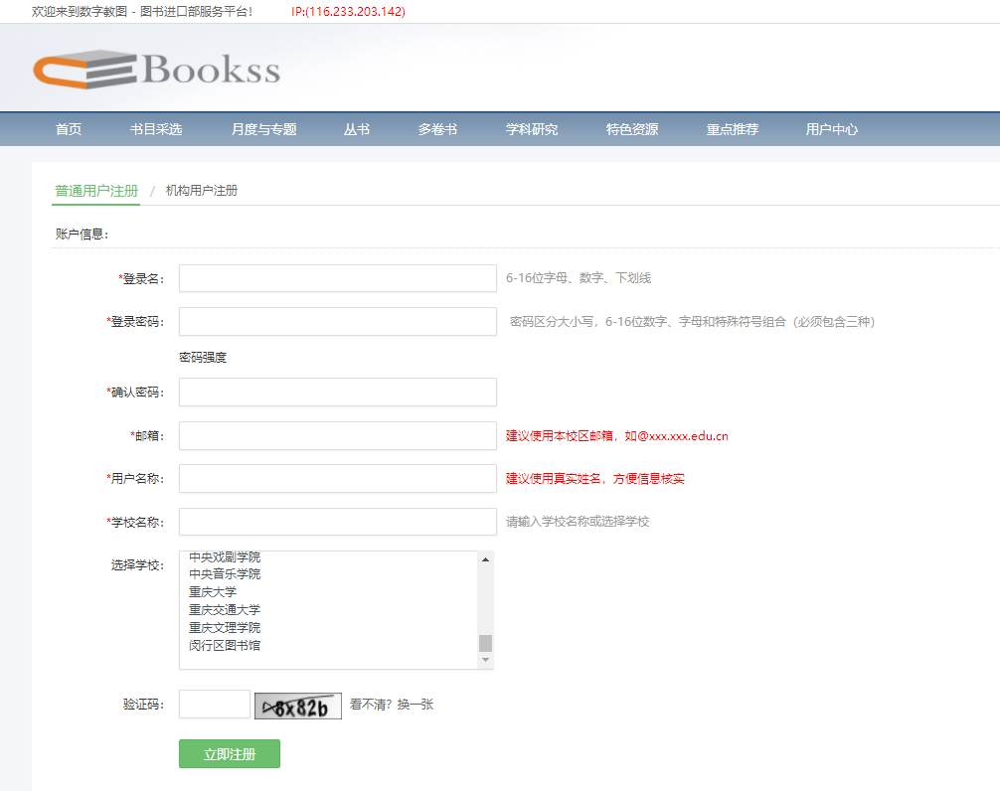 欢迎来到数字教图 - 图书进口部服务平台! IP:(116.233.203.142)
Bookss
首页 书目采选 月度与专题 丛书 多卷书 学科研究 特色资源 重点推荐 用户中心
普通用户注册 / 机构用户注册
账户信息:
*登录名: 6-16位字母、数字、下划线
*登录密码: 密码区分大小写,6-16位数字、字母和特殊符号组合(必须包含三种)
密码强度
*确认密码:
*邮箱: 建议使用本校区邮箱,如@xxx.xxx.edu.cn
*用户名称: 建议使用真实姓名,方便信息核实
*学校名称: 请输入学校名称或选择学校
选择学校:
中央戏剧学院
中央音乐学院
重庆大学
重庆交通大学
重庆文理学院
闵行区图书馆
验证码: 8x82b 看不清?换一张
立即注册